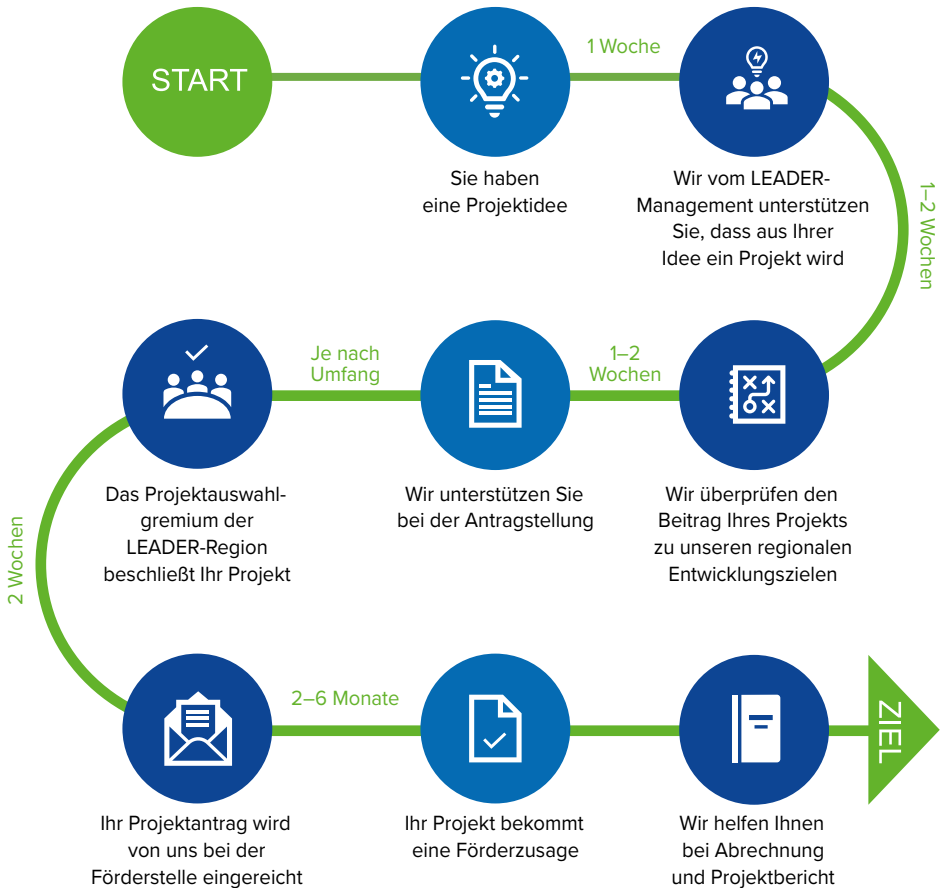 START
1 Woche
Sie haben
eine Projektidee
Wir vom LEADER-
Management unterstützen
Sie, dass aus Ihrer
Idee ein Projekt wird
1–2 Wochen
Wir überprüfen den
Beitrag Ihres Projekts
zu unseren regionalen
Entwicklungszielen
1–2
Wochen
Wir unterstützen Sie
bei der Antragstellung
Je nach
Umfang
Das Projektauswahl-
gremium der
LEADER-Region
beschließt Ihr Projekt
2 Wochen
Ihr Projektantrag wird
von uns bei der
Förderstelle eingereicht
2–6 Monate
Ihr Projekt bekommt
eine Förderzusage
Wir helfen Ihnen
bei Abrechnung
und Projektbericht
ZIEL